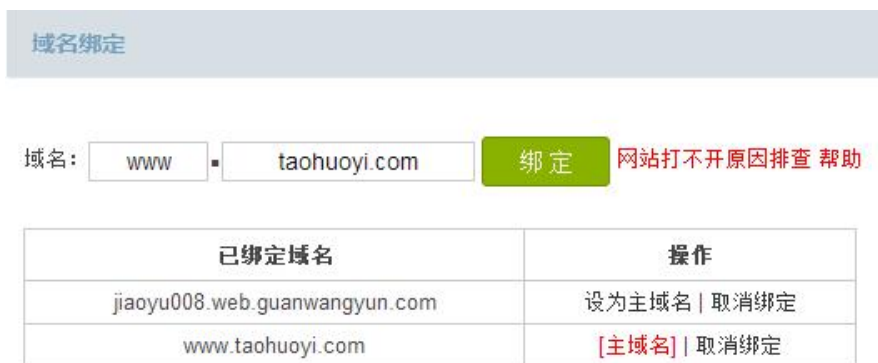 域名绑定
域名： www . taohuoyi.com 绑 定 网站打不开原因排查 帮助
已绑定域名 操作
jiaoyu008.web.guanwangyun.com 设为主域名 | 取消绑定
www.taohuoyi.com [主域名] | 取消绑定